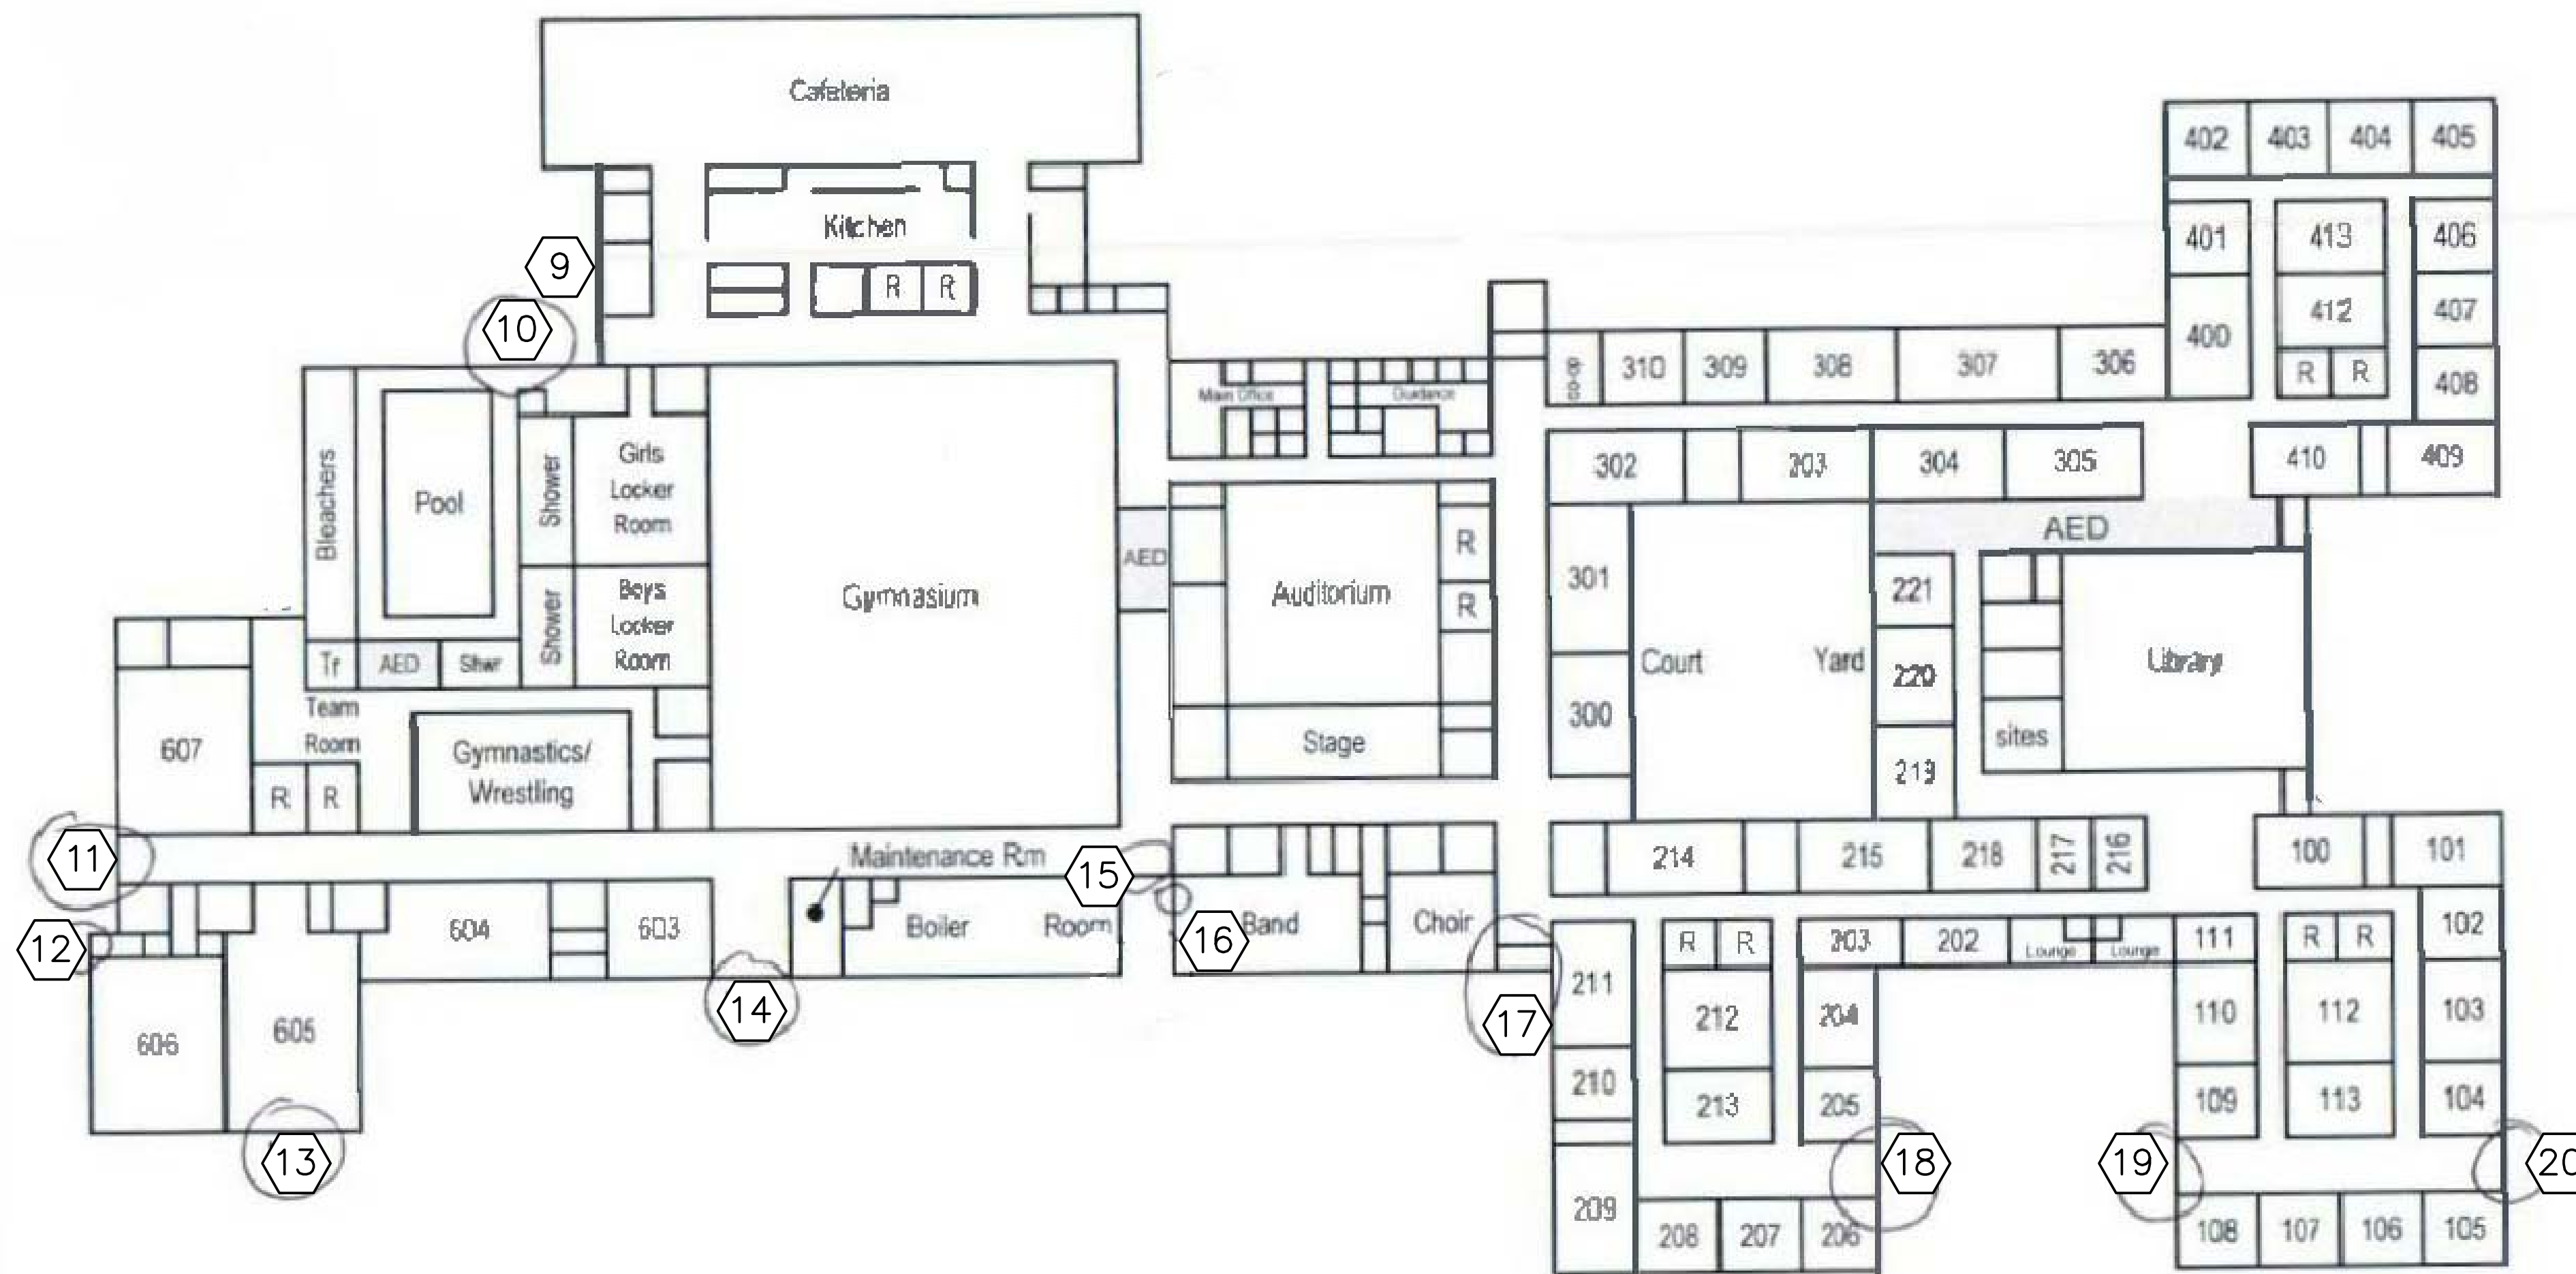 Cafeteria
402 403 404 405
Kitchen
401 413 406
9
R R
412 407
10
400
310 309 308 307 306
R R
408
Main Office
Guidance
Girls
Locker
Room
Shower
Bleachers
Pool
302 303 304 305
410 409
AED
R
AED
301
Gymnasium
Auditorium
221
Boys
Locker
Room
Shower
R
Tr
AED
Shwr
Court Yard
Library
220
Team
Room
300
607
Gymnastics/
Wrestling
Stage
sites
219
R R
11
Maintenance Rm
15
214 215 218 217 216
100 101
12
604 603
Boiler Room
16
Band
Choir
R R
203 202
Lounge Lounge
111
R R
102
606 605
14
17
211
212
204
110 112 103
210 213 205
109 113 104
13
18
19
20
209
208 207 206
108 107 106 105